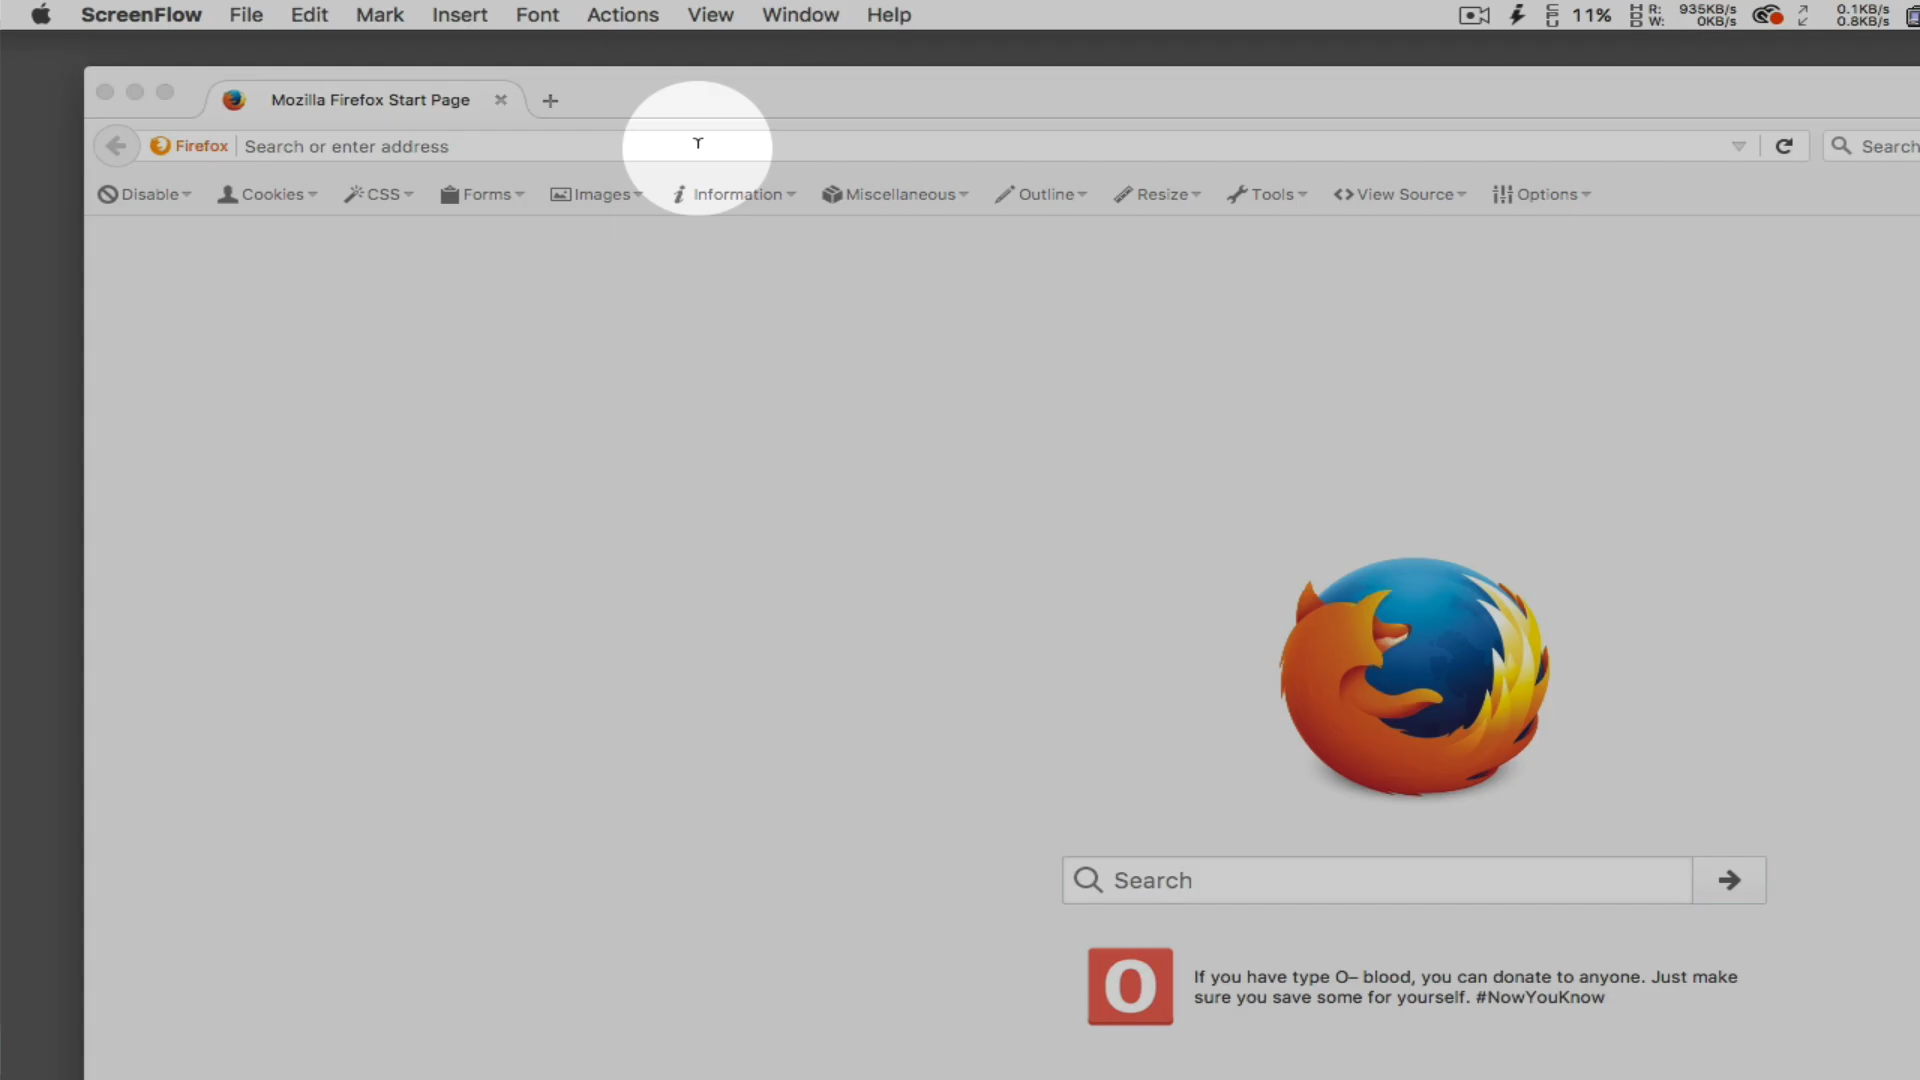 ScreenFlow File Edit Mark Insert Font Actions View Window Help 11% R: 935KB/s 0.1KB/s
W: 0KB/s 0.8KB/s
Mozilla Firefox Start Page
Firefox Search or enter address Search
Disable Cookies CSS Forms Images Information Miscellaneous Outline Resize Tools View Source Options
Search
O If you have type O– blood, you can donate to anyone. Just make
sure you save some for yourself. #NowYouKnow